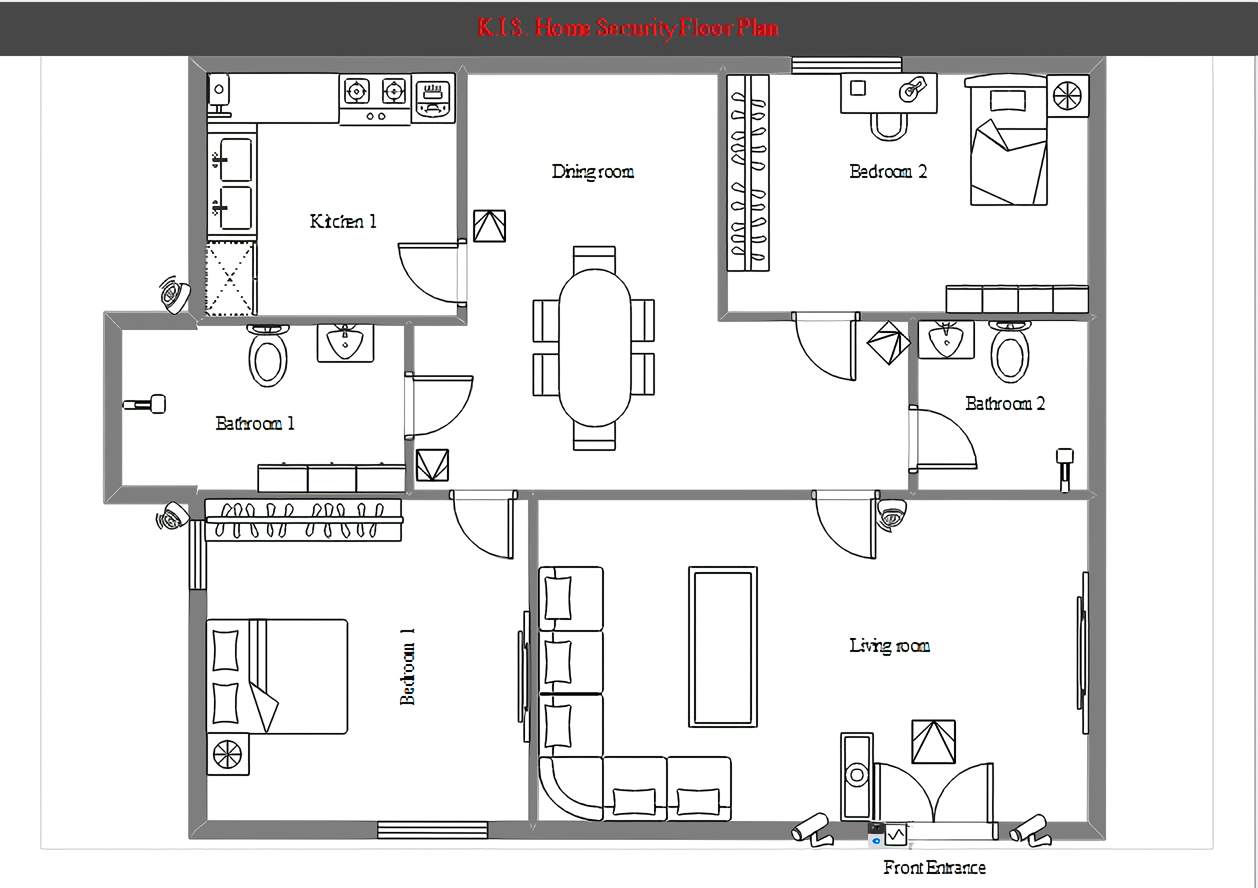 K.I.S. Home Security Floor Plan
Dining room
Bedroom 2
Kitchen 1
Bathroom 2
Bathroom 1
Living room
Bedroom 1
Front Entrance